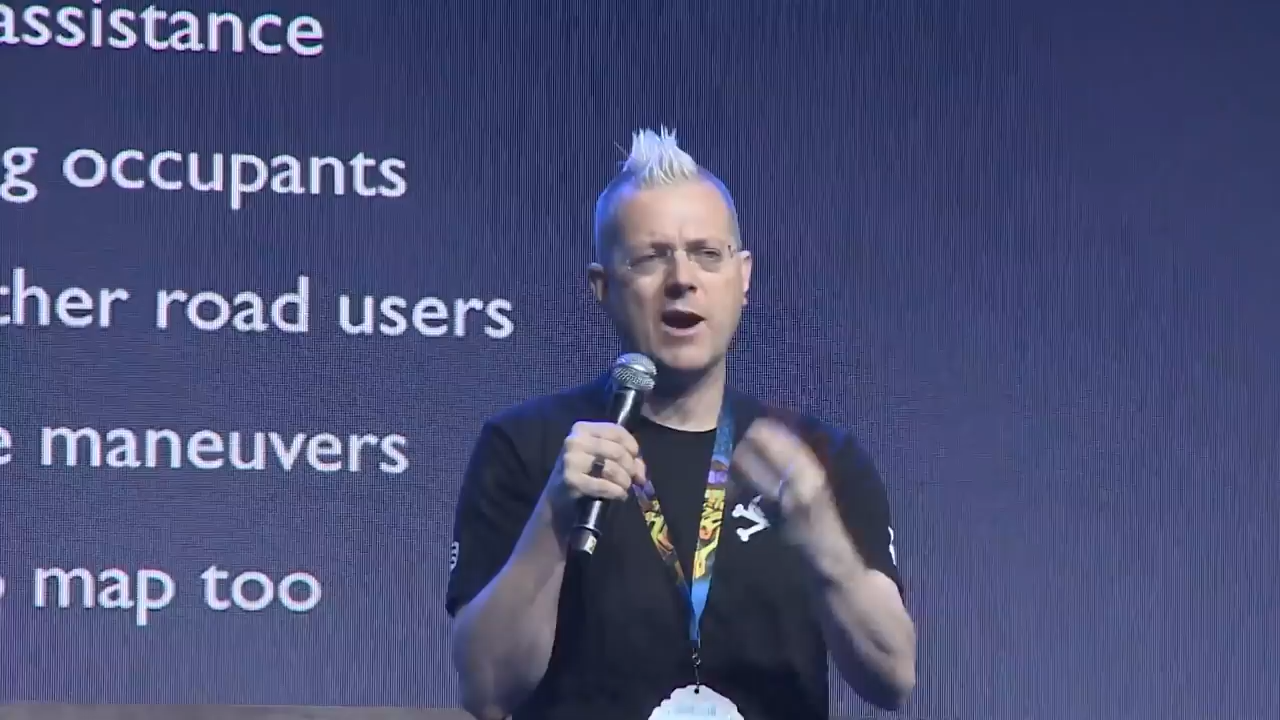 assistance
g occupants
ther road users
e maneuvers
map too